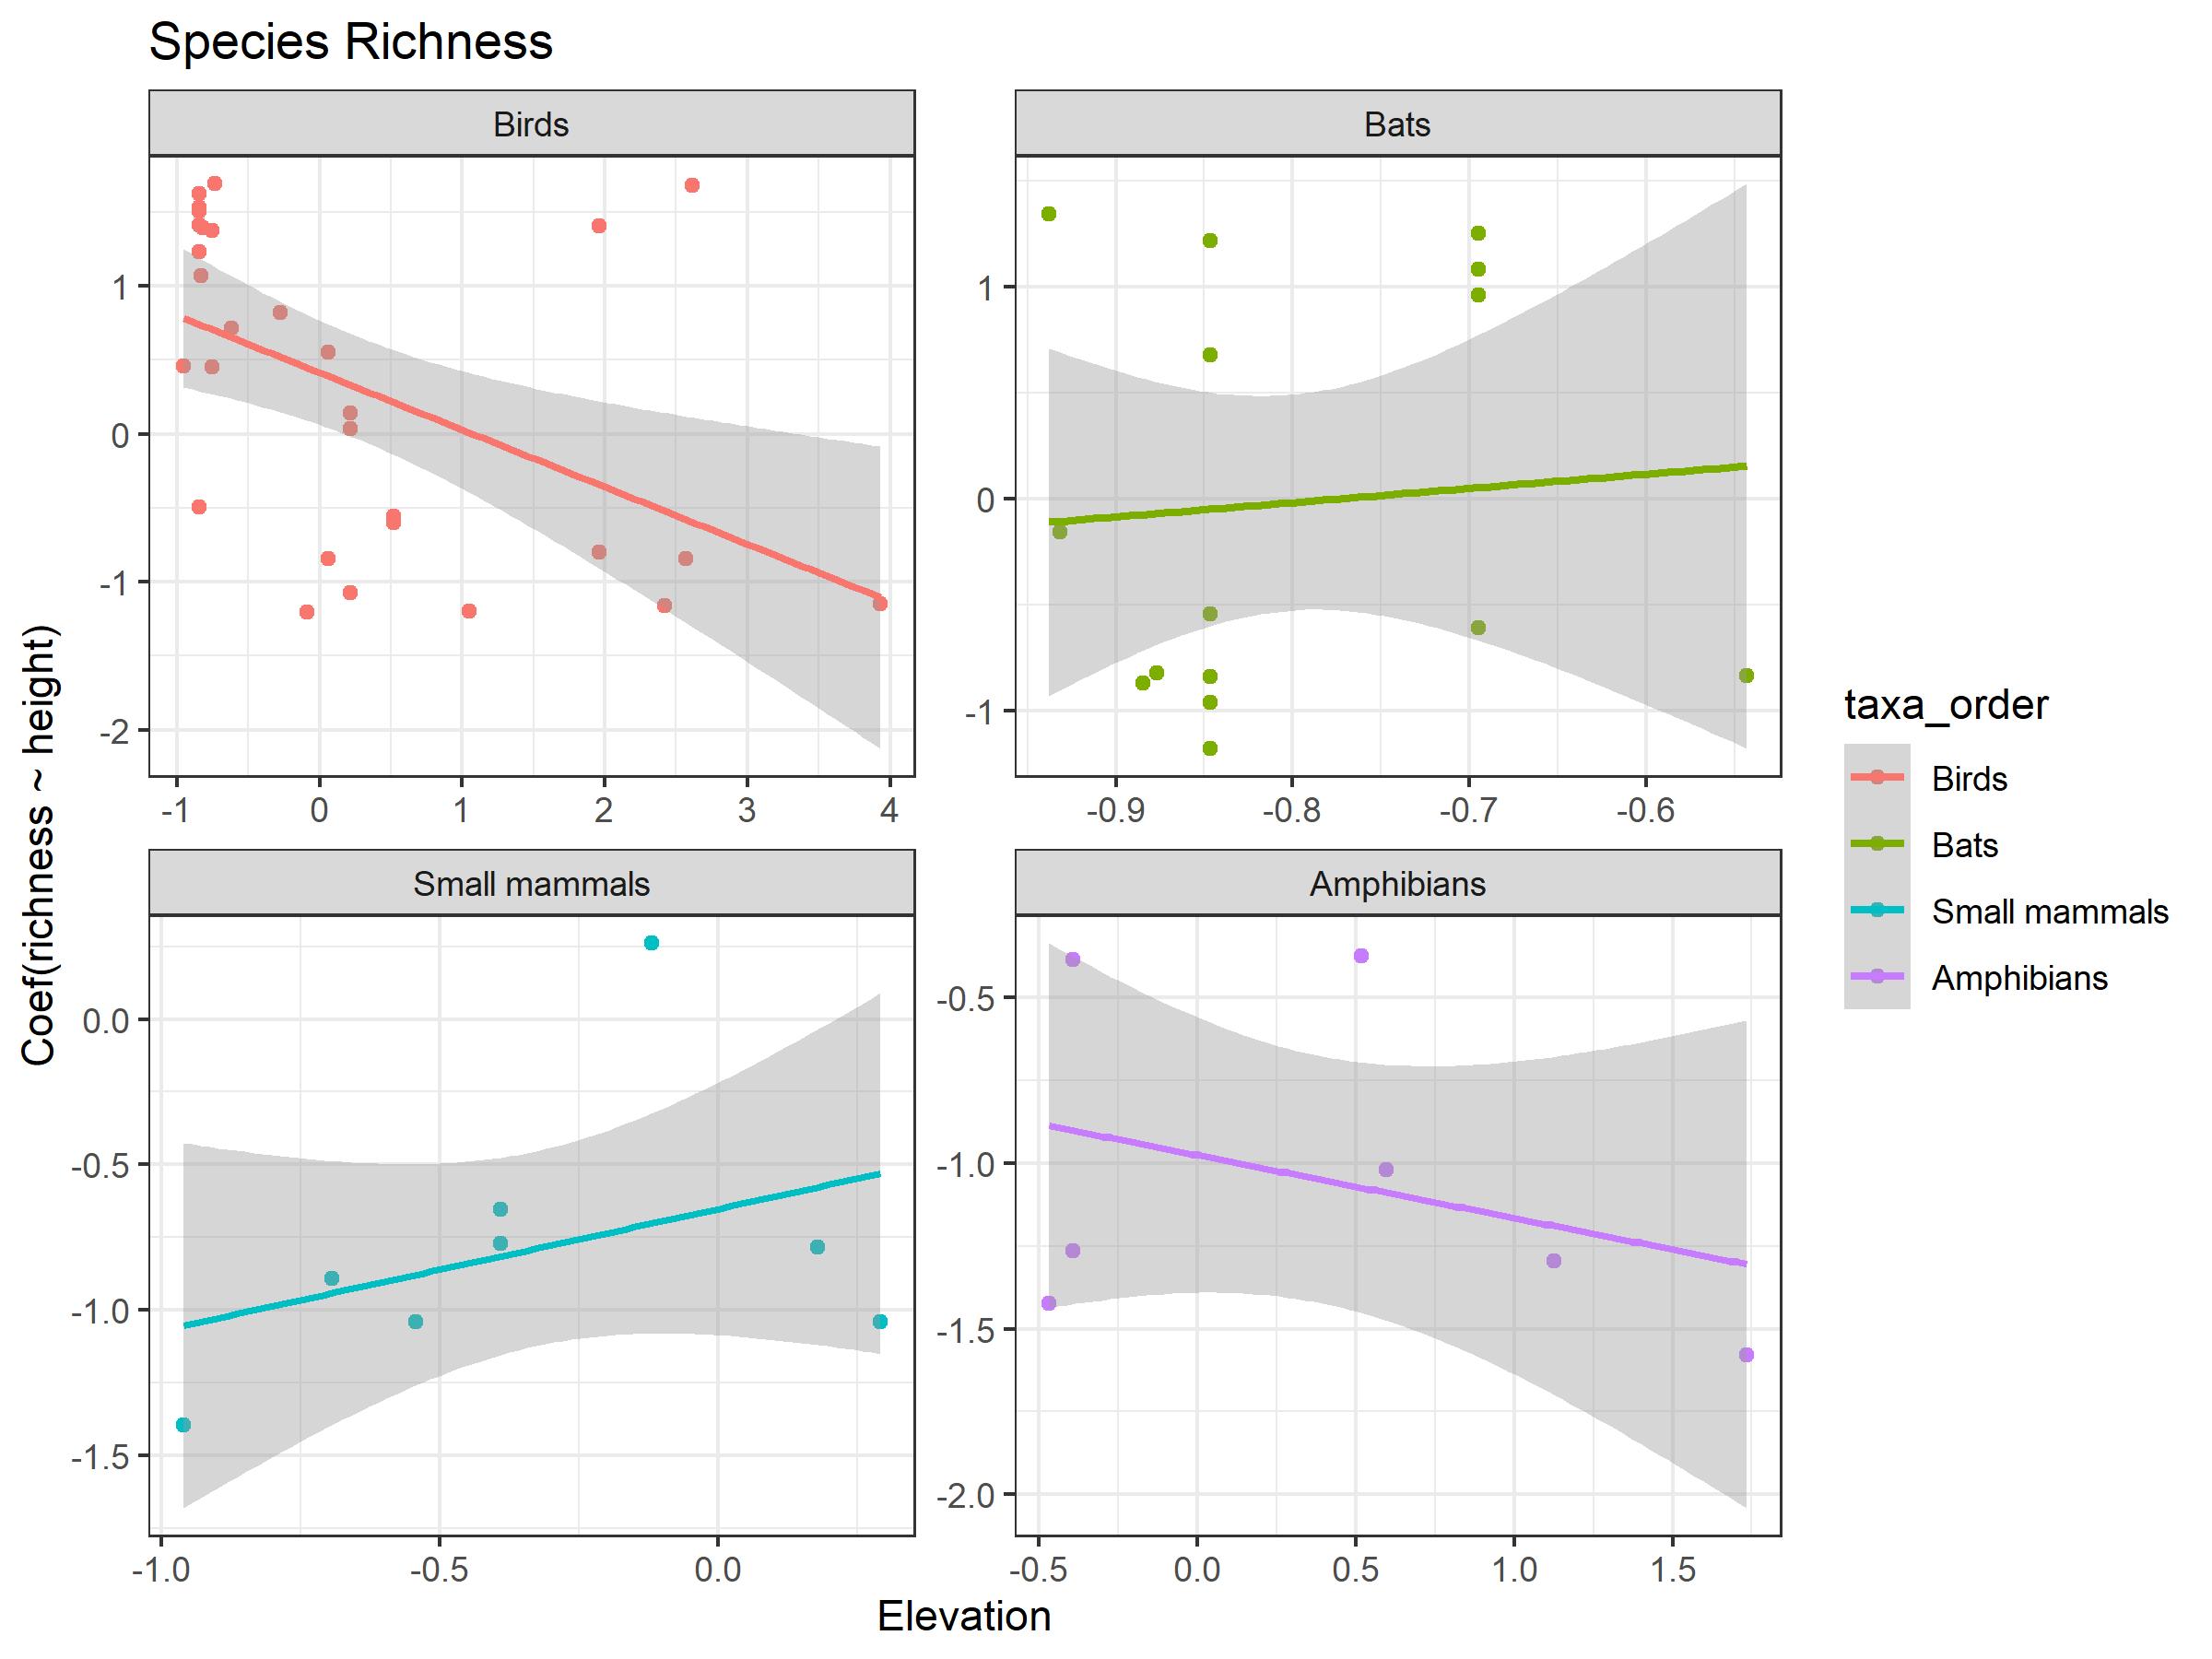 Species Richness
Birds
Bats
1
0
-1
-2
1
0
-1
-1 0 1 2 3 4
-0.9 -0.8 -0.7 -0.6
Small mammals
Amphibians
0.0
-0.5
-1.0
-1.5
-0.5
-1.0
-1.5
-2.0
-1.0 -0.5 0.0
-0.5 0.0 0.5 1.0 1.5
Elevation
Coef(richness ~ height)
taxa_order
Birds
Bats
Small mammals
Amphibians